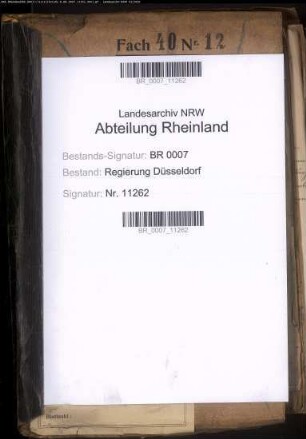 Fach 40 No 12
BR_0007_11262
Landesarchiv NRW
Abteilung Rheinland
Bestands-Signatur: BR 0007
Bestand: Regierung Düsseldorf
Signatur: Nr. 11262
BR_0007_11262